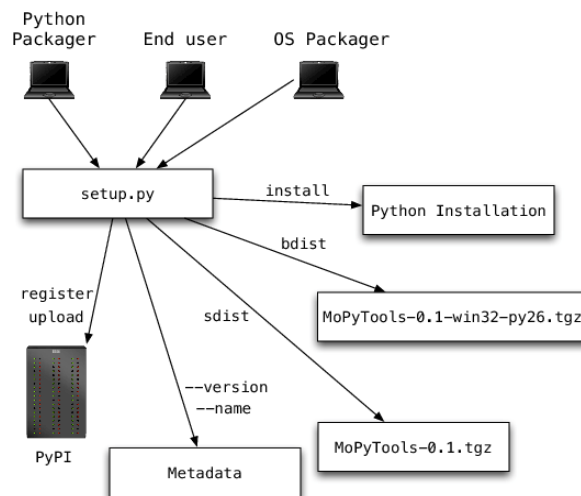 Python
Packager
End user
OS Packager
setup.py
install
Python Installation
bdist
register
upload
sdist
MoPyTools-0.1-win32-py26.tgz
--version
--name
PyPI
MoPyTools-0.1.tgz
Metadata